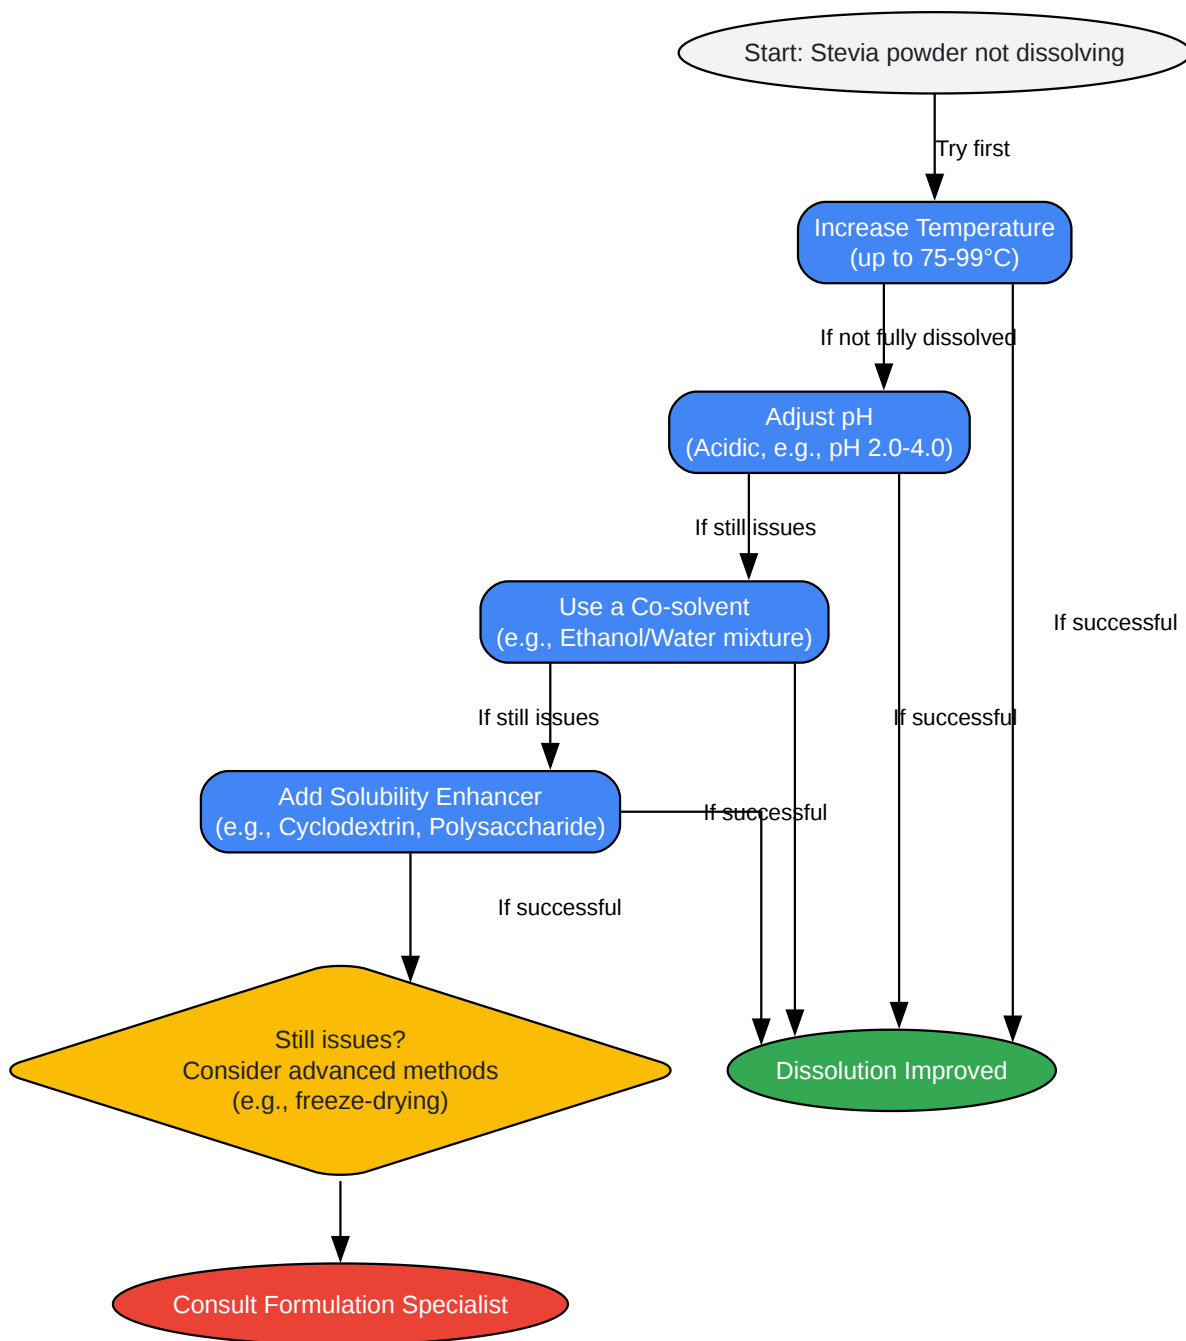 Start: Stevia powder not dissolving
Try first
Increase Temperature
(up to 75-99°C)
If not fully dissolved
Adjust pH
(Acidic, e.g., pH 2.0-4.0)
If still issues
Use a Co-solvent
(e.g., Ethanol/Water mixture)
If successful
If still issues
If successful
Add Solubility Enhancer
(e.g., Cyclodextrin, Polysaccharide)
If successful
If successful
Still issues?
Consider advanced methods
(e.g., freeze-drying)
Dissolution Improved
Consult Formulation Specialist